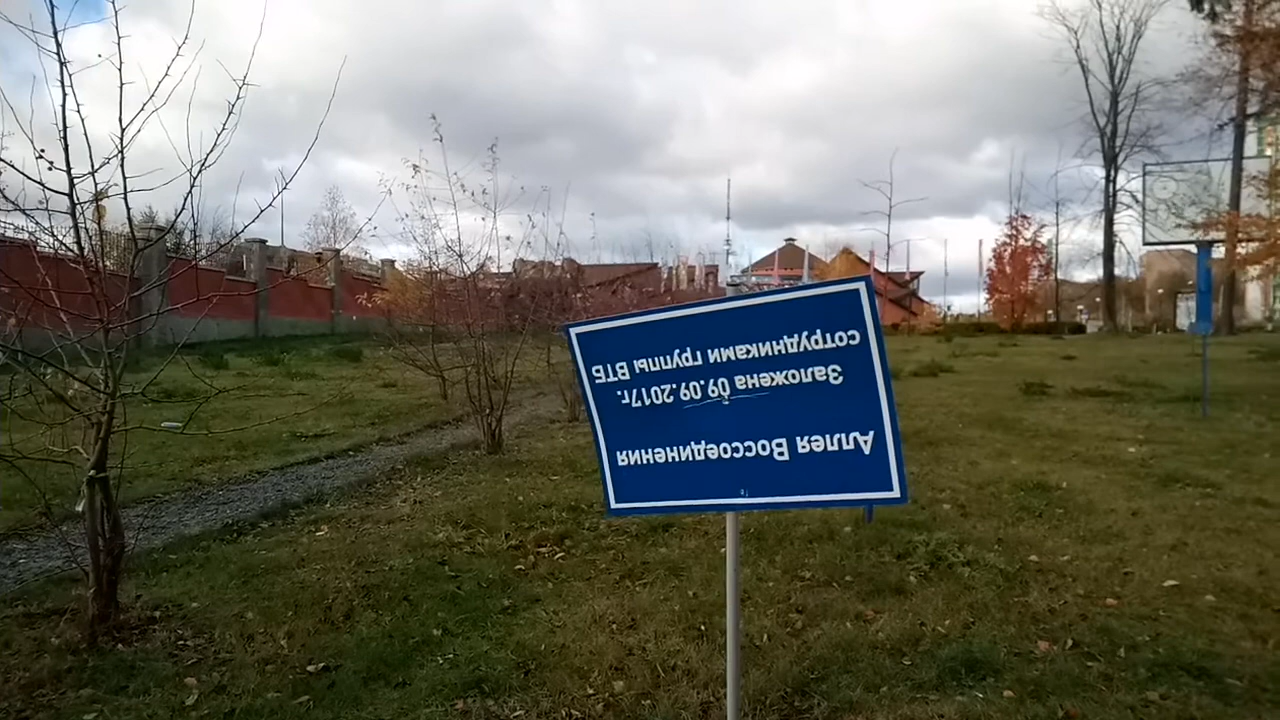 Аллея Воссоединения
Заложена 09.09.2017г.
сотрудниками группы ВТБ